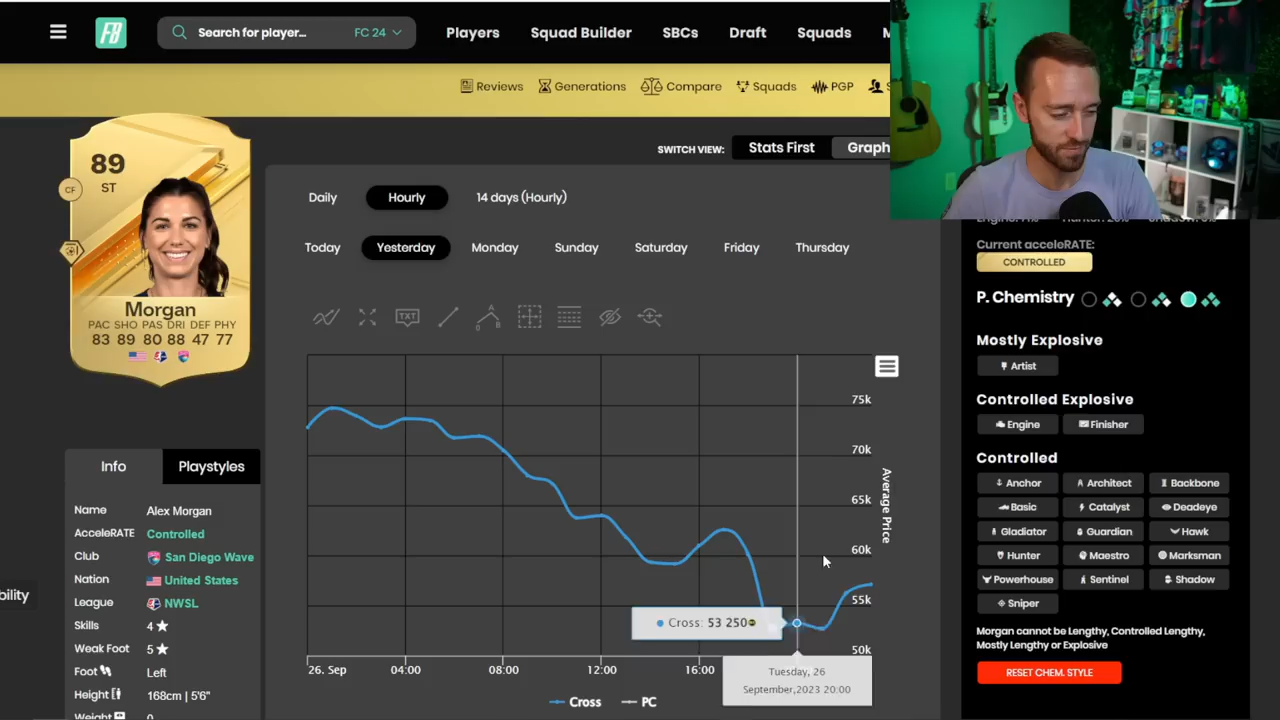 FB
Search for player...
FC 24
Players
Squad Builder
SBCs
Draft
Squads
M
Reviews
Generations
Compare
Squads
PGP
S
89
ST
CF
Morgan
PAC SHO PAS DRI DEF PHY
83 89 80 88 47 77
SWITCH VIEW:
Stats First
Graph
Daily
Hourly
14 days (Hourly)
Today
Yesterday
Monday
Sunday
Saturday
Friday
Thursday
TXT
75k
70k
65k
60k
55k
50k
Average Price
Cross: 53 250
26. Sep
04:00
08:00
12:00
16:00
Tuesday, 26
September,2023 20:00
Cross
PC
Info
Playstyles
Name Alex Morgan
AcceleRATE Controlled
Club San Diego Wave
Nation United States
League NWSL
Skills 4
Weak Foot 5
Foot Left
Height 168cm | 5'6"
Weight 0
bility
Current acceleRATE:
CONTROLLED
P. Chemistry
Mostly Explosive
Artist
Controlled Explosive
Engine
Finisher
Controlled
Anchor
Architect
Backbone
Basic
Catalyst
Deadeye
Gladiator
Guardian
Hawk
Hunter
Maestro
Marksman
Powerhouse
Sentinel
Shadow
Sniper
Morgan cannot be Lengthy, Controlled Lengthy,
Mostly Lengthy or Explosive
RESET CHEM. STYLE